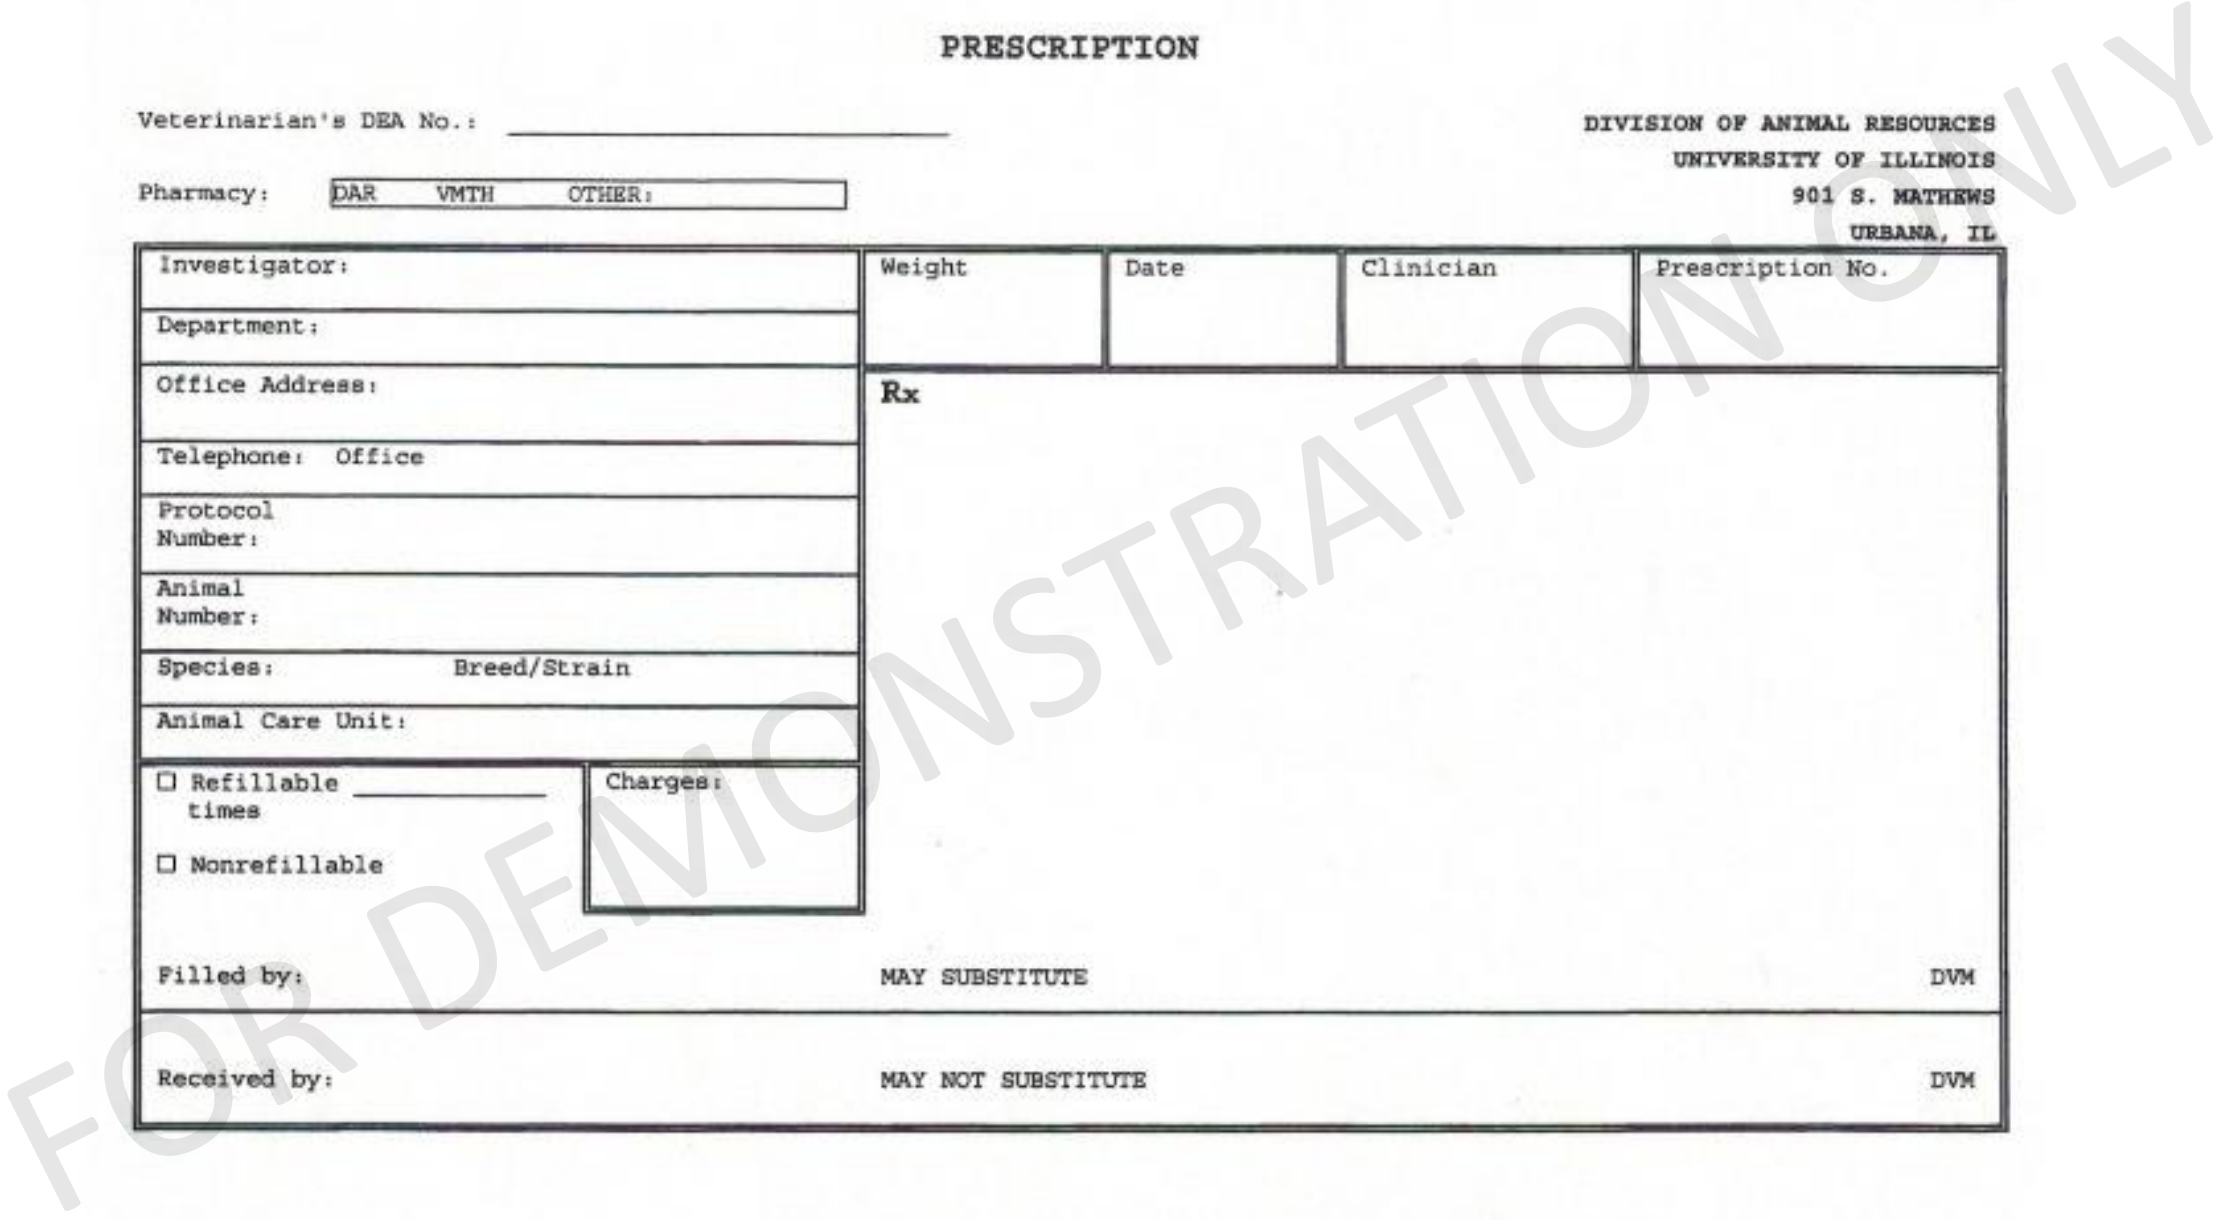 PRESCRIPTION
Veterinarian's DEA No.:
DIVISION OF ANIMAL RESOURCES
UNIVERSITY OF ILLINOIS
901 S. MATHEWS
URBANA, IL
Pharmacy: DAR VMTH OTHER:
Investigator:
Department:
Office Address:
Telephone: Office
Protocol
Number:
Animal
Number:
Species: Breed/Strain
Animal Care Unit:
☐ Refillable
times
☐ Nonrefillable
Charges:
Weight Date Clinician Prescription No.
Rx
Filled by: MAY SUBSTITUTE DVM
Received by: MAY NOT SUBSTITUTE DVM
FOR DEMONSTRATION ONLY